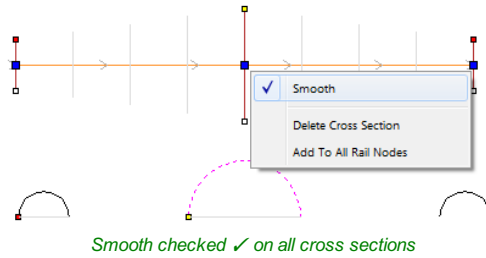 Smooth
Delete Cross Section
Add To All Rail Nodes
Smooth checked ✓ on all cross sections